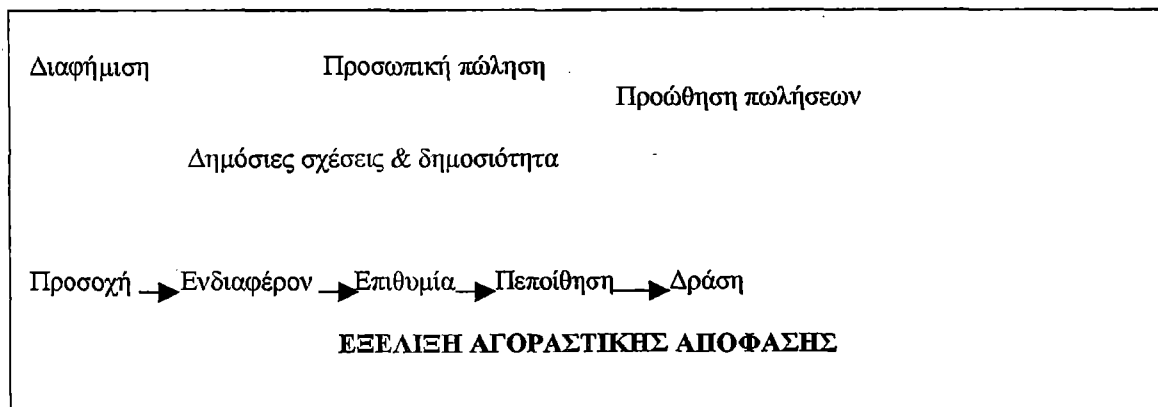 Διαφήμιση Προσωπική πώληση
Προώθηση πωλήσεων
Δημόσιες σχέσεις & δημοσιότητα
Προσοχή → Ενδιαφέρον → Επιθυμία → Πεποίθηση → Δράση
ΕΞΕΛΙΞΗ ΑΓΟΡΑΣΤΙΚΗΣ ΑΠΟΦΑΣΗΣ